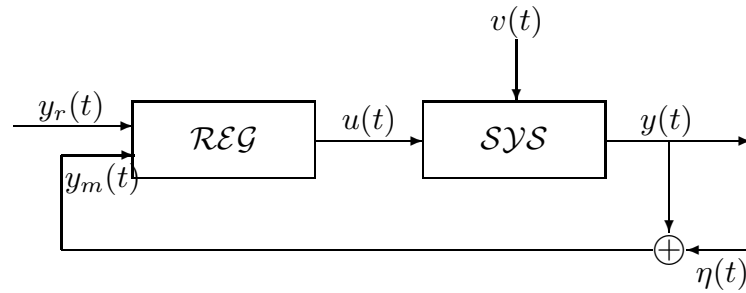 v(t)
y_r(t)
REG
u(t)
SYS
y(t)
y_m(t)
+
η(t)